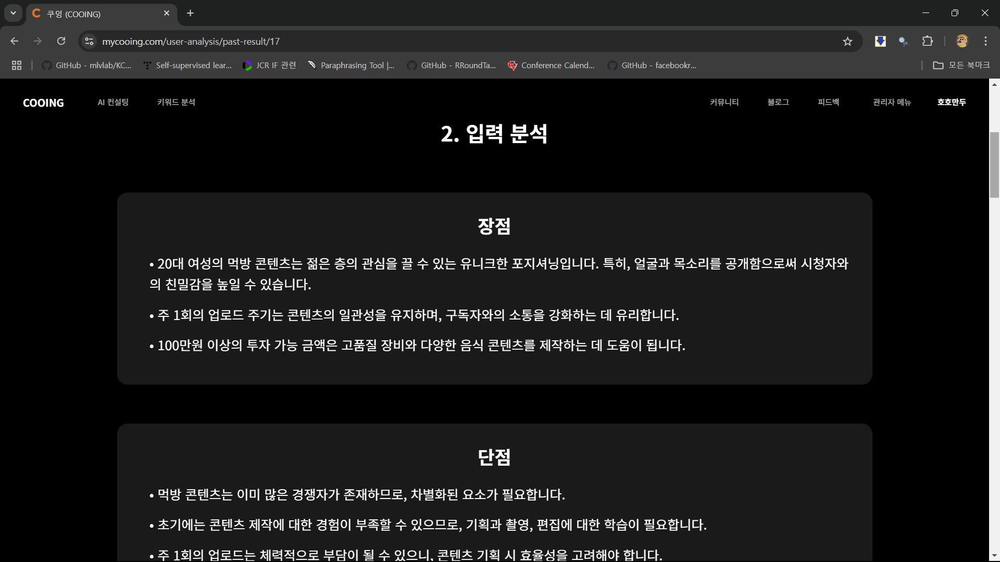 쿠잉 (COOING)
mycooing.com/user-analysis/past-result/17
GitHub - mlvlab/KC...
Self-supervised lear...
JCR IF 관련
Paraphrasing Tool |...
GitHub - RRoundTa...
Conference Calend...
GitHub - facebookr...
모든 북마크
COOING
AI 컨설팅
키워드 분석
커뮤니티
블로그
피드백
관리자 메뉴
호호만두
2. 입력 분석
장점
• 20대 여성의 먹방 콘텐츠는 젊은 층의 관심을 끌 수 있는 유니크한 포지셔닝입니다. 특히, 얼굴과 목소리를 공개함으로써 시청자와
의 친밀감을 높일 수 있습니다.
• 주 1회의 업로드 주기는 콘텐츠의 일관성을 유지하며, 구독자와의 소통을 강화하는 데 유리합니다.
• 100만원 이상의 투자 가능 금액은 고품질 장비와 다양한 음식 콘텐츠를 제작하는 데 도움이 됩니다.
단점
• 먹방 콘텐츠는 이미 많은 경쟁자가 존재하므로, 차별화된 요소가 필요합니다.
• 초기에는 콘텐츠 제작에 대한 경험이 부족할 수 있으므로, 기획과 촬영, 편집에 대한 학습이 필요합니다.
• 주 1회의 업로드는 체력적으로 부담이 될 수 있으니, 콘텐츠 기획 시 효율성을 고려해야 합니다.